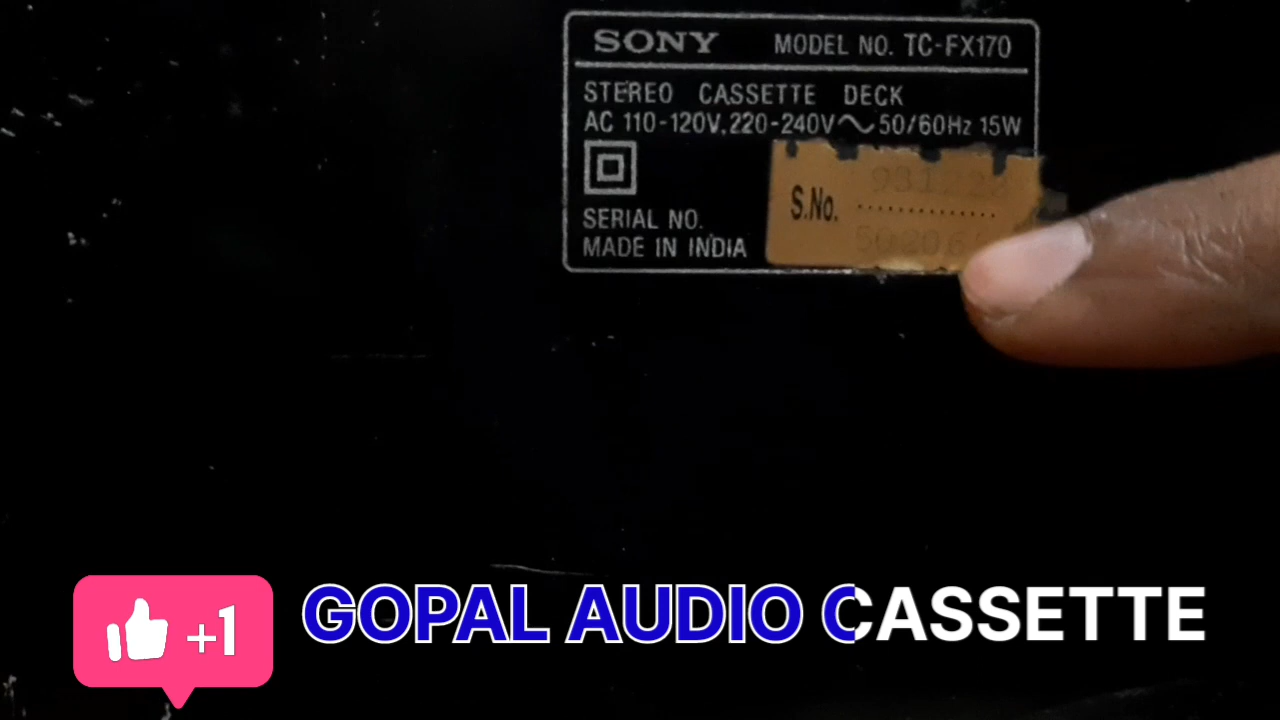 SONY MODEL NO. TC-FX170
STEREO CASSETTE DECK
AC 110-120V, 220-240V~50/60Hz 15W
S.No.
SERIAL NO.
MADE IN INDIA
+1 GOPAL AUDIO CASSETTE